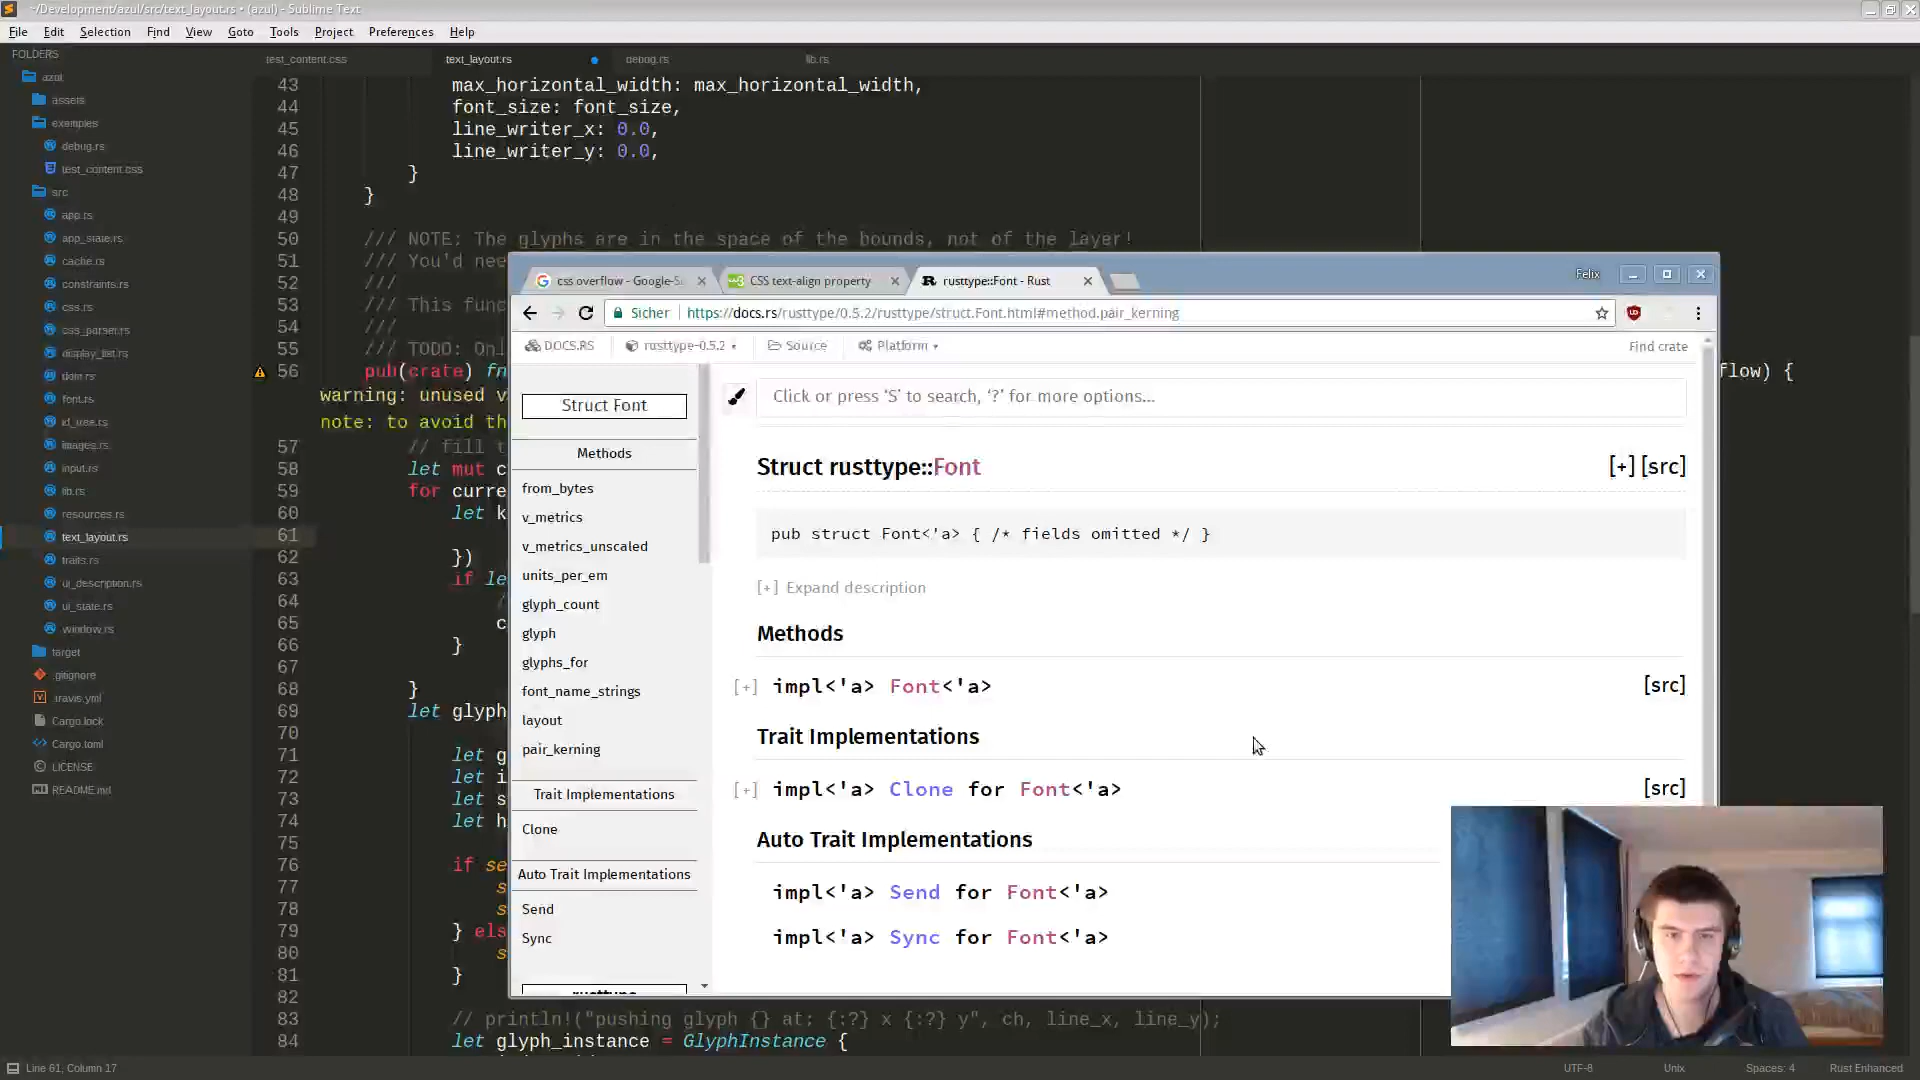 ~/Development/azul/src/text_layout.rs • (azul) - Sublime Text
File Edit Selection Find View Goto Tools Project Preferences Help
FOLDERS
azul
assets
examples
debug.rs
test_content.css
src
app.rs
app_state.rs
cache.rs
constraints.rs
css.rs
css_parser.rs
display_list.rs
dom.rs
font.rs
id_tree.rs
images.rs
input.rs
lib.rs
resources.rs
text_layout.rs
traits.rs
ui_description.rs
ui_state.rs
window.rs
target
.gitignore
.travis.yml
Cargo.lock
Cargo.toml
LICENSE
README.md
test_content.css text_layout.rs debug.rs lib.rs
43 max_horizontal_width: max_horizontal_width,
44 font_size: font_size,
45 line_writer_x: 0.0,
46 line_writer_y: 0.0,
47 }
48 }
49
50 /// NOTE: The glyphs are in the space of the bounds, not of the layer!
51 /// You'd nee
52 ///
53 /// This func
54 ///
55 /// TODO: Onl
56 pub(crate) fn flow) {
warning: unused v
note: to avoid th
57 // fill t
58 let mut c
59 for curre
60 let k
61
62 })
63 if le
64 /
65 c
66 }
67
68 }
69 let glyph
70
71 let g
72 let i
73 let s
74 let h
75
76 if se
77 s
78 s
79 } els
80 s
81 }
82
83 // println!("pushing glyph {} at: {:?} x {:?} y", ch, line_x, line_y);
84 let glyph_instance = GlyphInstance {
css overflow - Google-S CSS text-align property rusttype::Font - Rust Felix
Sicher https://docs.rs/rusttype/0.5.2/rusttype/struct.Font.html#method.pair_kerning
DOCS.RS rusttype-0.5.2 Source Platform Find crate
Struct Font
Methods
from_bytes
v_metrics
v_metrics_unscaled
units_per_em
glyph_count
glyph
glyphs_for
font_name_strings
layout
pair_kerning
Trait Implementations
Clone
Auto Trait Implementations
Send
Sync
rusttype
Click or press ‘S’ to search, ‘?’ for more options...
Struct rusttype::Font [+] [src]
pub struct Font<'a> { /* fields omitted */ }
[+] Expand description
Methods
[+] impl<'a> Font<'a> [src]
Trait Implementations
[+] impl<'a> Clone for Font<'a> [src]
Auto Trait Implementations
impl<'a> Send for Font<'a>
impl<'a> Sync for Font<'a>
Line 61, Column 17 UTF-8 Unix Spaces: 4 Rust Enhanced